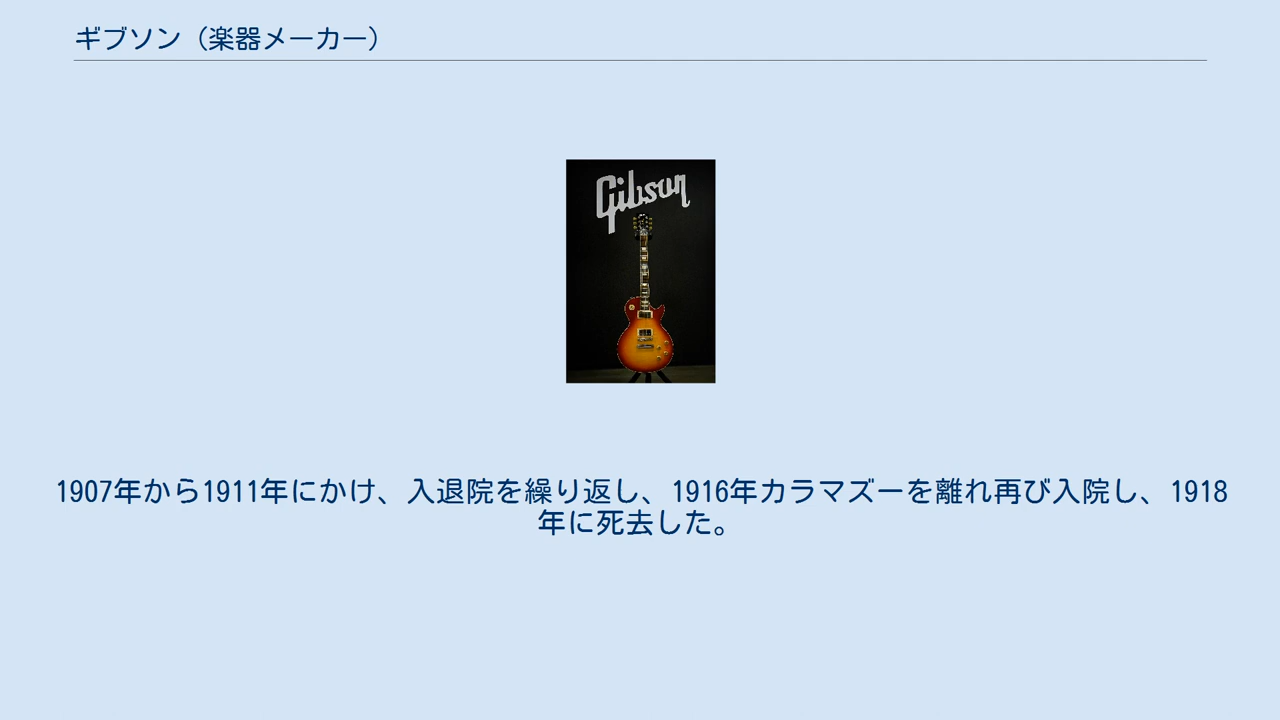 ギブソン（楽器メーカー）
Gibson
1907年から1911年にかけ、入退院を繰り返し、1916年カラマズーを離れ再び入院し、1918
年に死去した。